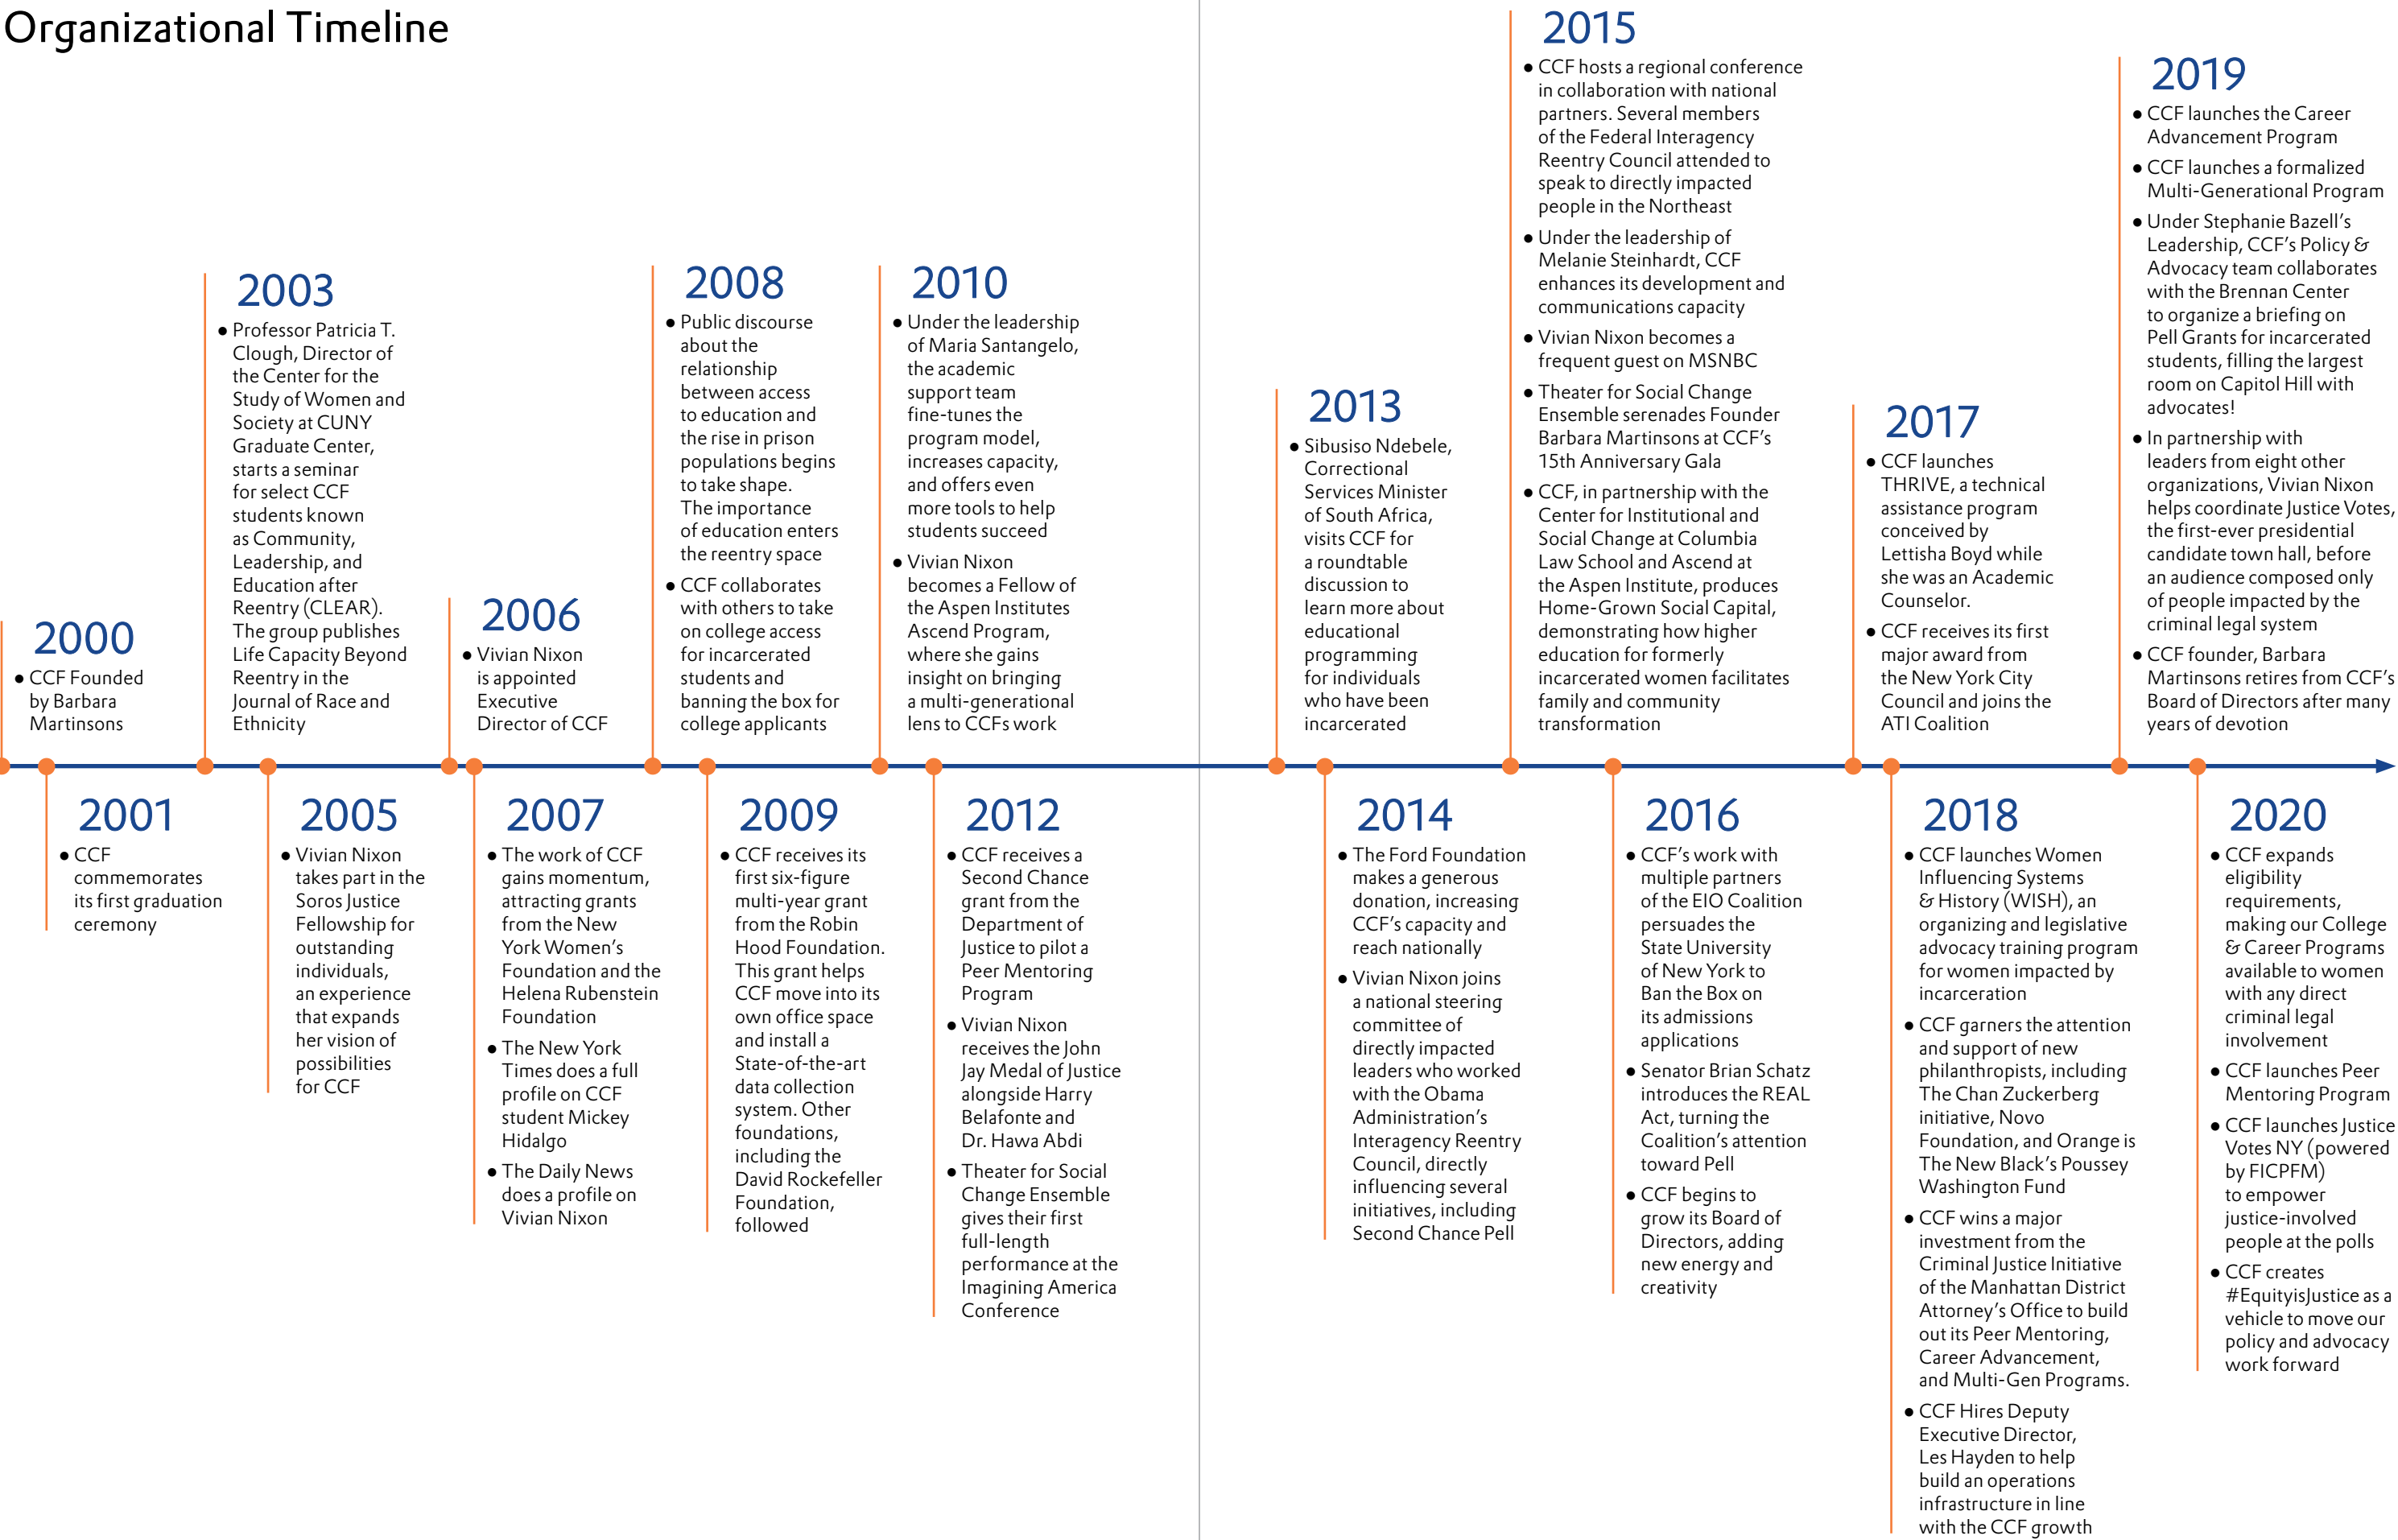 Organizational Timeline
2000
● CCF Founded
by Barbara
Martinsons
2001
● CCF
commemorates
its first graduation
ceremony
2003
● Professor Patricia T.
Clough, Director of
the Center for the
Study of Women and
Society at CUNY
Graduate Center,
starts a seminar
for select CCF
students known
as Community,
Leadership, and
Education after
Reentry (CLEAR).
The group publishes
Life Capacity Beyond
Reentry in the
Journal of Race and
Ethnicity
2005
● Vivian Nixon
takes part in the
Soros Justice
Fellowship for
outstanding
individuals,
an experience
that expands
her vision of
possibilities
for CCF
2006
● Vivian Nixon
is appointed
Executive
Director of CCF
2007
● The work of CCF
gains momentum,
attracting grants
from the New
York Women’s
Foundation and the
Helena Rubenstein
Foundation
● The New York
Times does a full
profile on CCF
student Mickey
Hidalgo
● The Daily News
does a profile on
Vivian Nixon
2008
● Public discourse
about the
relationship
between access
to education and
the rise in prison
populations begins
to take shape.
The importance
of education enters
the reentry space
● CCF collaborates
with others to take
on college access
for incarcerated
students and
banning the box for
college applicants
2009
● CCF receives its
first six-figure
multi-year grant
from the Robin
Hood Foundation.
This grant helps
CCF move into its
own office space
and install a
State-of-the-art
data collection
system. Other
foundations,
including the
David Rockefeller
Foundation,
followed
2010
● Under the leadership
of Maria Santangelo,
the academic
support team
fine-tunes the
program model,
increases capacity,
and offers even
more tools to help
students succeed
● Vivian Nixon
becomes a Fellow of
the Aspen Institutes
Ascend Program,
where she gains
insight on bringing
a multi-generational
lens to CCFs work
2012
● CCF receives a
Second Chance
grant from the
Department of
Justice to pilot a
Peer Mentoring
Program
● Vivian Nixon
receives the John
Jay Medal of Justice
alongside Harry
Belafonte and
Dr. Hawa Abdi
● Theater for Social
Change Ensemble
gives their first
full-length
performance at the
Imagining America
Conference
2013
● Sibusiso Ndebele,
Correctional
Services Minister
of South Africa,
visits CCF for
a roundtable
discussion to
learn more about
educational
programming
for individuals
who have been
incarcerated
2014
● The Ford Foundation
makes a generous
donation, increasing
CCF’s capacity and
reach nationally
● Vivian Nixon joins
a national steering
committee of
directly impacted
leaders who worked
with the Obama
Administration’s
Interagency Reentry
Council, directly
influencing several
initiatives, including
Second Chance Pell
2015
● CCF hosts a regional conference
in collaboration with national
partners. Several members
of the Federal Interagency
Reentry Council attended to
speak to directly impacted
people in the Northeast
● Under the leadership of
Melanie Steinhardt, CCF
enhances its development and
communications capacity
● Vivian Nixon becomes a
frequent guest on MSNBC
● Theater for Social Change
Ensemble serenades Founder
Barbara Martinsons at CCF’s
15th Anniversary Gala
● CCF, in partnership with the
Center for Institutional and
Social Change at Columbia
Law School and Ascend at
the Aspen Institute, produces
Home-Grown Social Capital,
demonstrating how higher
education for formerly
incarcerated women facilitates
family and community
transformation
2016
● CCF’s work with
multiple partners
of the EIO Coalition
persuades the
State University
of New York to
Ban the Box on
its admissions
applications
● Senator Brian Schatz
introduces the REAL
Act, turning the
Coalition’s attention
toward Pell
● CCF begins to
grow its Board of
Directors, adding
new energy and
creativity
2017
● CCF launches
THRIVE, a technical
assistance program
conceived by
Lettisha Boyd while
she was an Academic
Counselor.
● CCF receives its first
major award from
the New York City
Council and joins the
ATI Coalition
2018
● CCF launches Women
Influencing Systems
& History (WISH), an
organizing and legislative
advocacy training program
for women impacted by
incarceration
● CCF garners the attention
and support of new
philanthropists, including
The Chan Zuckerberg
initiative, Novo
Foundation, and Orange is
The New Black’s Poussey
Washington Fund
● CCF wins a major
investment from the
Criminal Justice Initiative
of the Manhattan District
Attorney’s Office to build
out its Peer Mentoring,
Career Advancement,
and Multi-Gen Programs.
● CCF Hires Deputy
Executive Director,
Les Hayden to help
build an operations
infrastructure in line
with the CCF growth
2019
● CCF launches the Career
Advancement Program
● CCF launches a formalized
Multi-Generational Program
● Under Stephanie Bazell’s
Leadership, CCF’s Policy &
Advocacy team collaborates
with the Brennan Center
to organize a briefing on
Pell Grants for incarcerated
students, filling the largest
room on Capitol Hill with
advocates!
● In partnership with
leaders from eight other
organizations, Vivian Nixon
helps coordinate Justice Votes,
the first-ever presidential
candidate town hall, before
an audience composed only
of people impacted by the
criminal legal system
● CCF founder, Barbara
Martinsons retires from CCF’s
Board of Directors after many
years of devotion
2020
● CCF expands
eligibility
requirements,
making our College
& Career Programs
available to women
with any direct
criminal legal
involvement
● CCF launches Peer
Mentoring Program
● CCF launches Justice
Votes NY (powered
by FICPFM)
to empower
justice-involved
people at the polls
● CCF creates
#EquityisJustice as a
vehicle to move our
policy and advocacy
work forward